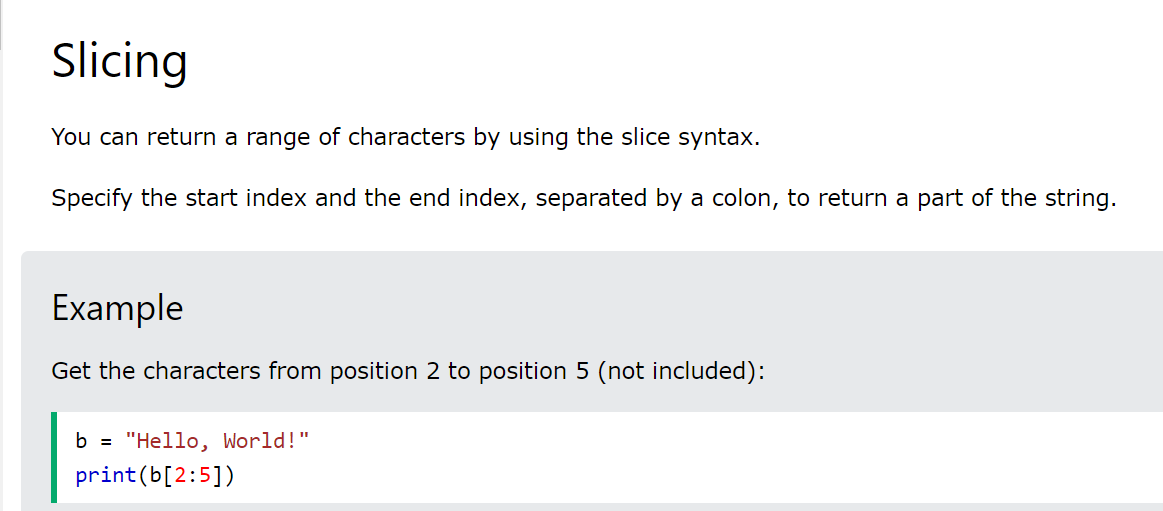 Slicing
You can return a range of characters by using the slice syntax.
Specify the start index and the end index, separated by a colon, to return a part of the string.
Example
Get the characters from position 2 to position 5 (not included):
b = "Hello, World!"
print(b[2:5])